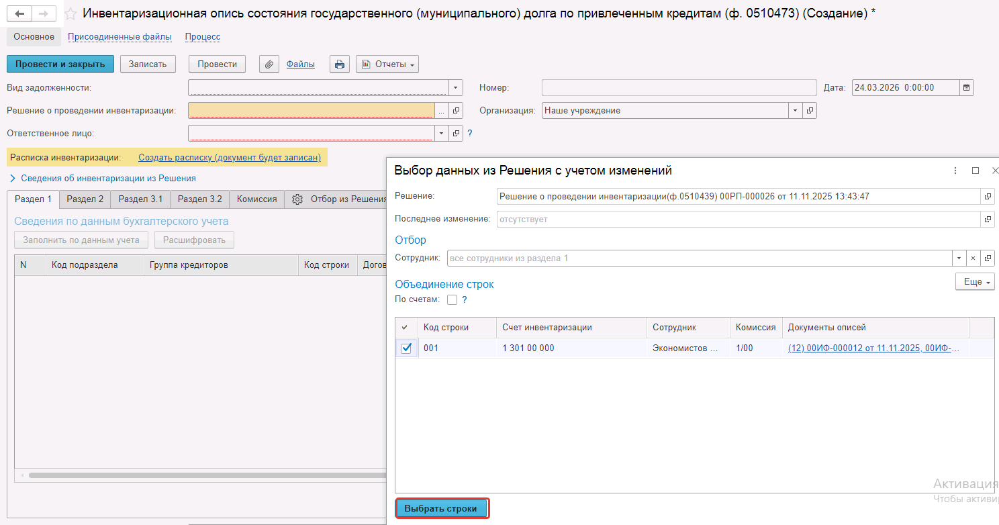 Инвентаризационная опись состояния государственного (муниципального) долга по привлеченным кредитам (ф. 0510473) (Создание) *
Основное Присоединенные файлы Процесс
Провести и закрыть Записать Провести Файлы Отчеты
Вид задолженности: Номер: Дата: 24.03.2026 0:00:00
Решение о проведении инвентаризации: ... Организация: Наше учреждение
Ответственное лицо: ?
Расписка инвентаризации: Создать расписку (документ будет записан)
Сведения об инвентаризации из Решения
Раздел 1 Раздел 2 Раздел 3.1 Раздел 3.2 Комиссия Отбор из Решения
Сведения по данным бухгалтерского учета
Заполнить по данным учета Расшифровать
N Код подраздела Группа кредиторов Код строки Догов
Выбор данных из Решения с учетом изменений
Решение: Решение о проведении инвентаризации(ф.0510439) 00РП-000026 от 11.11.2025 13:43:47
Последнее изменение: отсутствует
Отбор
Сотрудник: все сотрудники из раздела 1
Объединение строк
Еще
По счетам: ?
Код строки Счет инвентаризации Сотрудник Комиссия Документы описей
001 1 301 00 000 Экономистов ... 1/00 (12) 00ИФ-000012 от 11.11.2025, 00ИФ-...
Выбрать строки
Активация
Чтобы активи